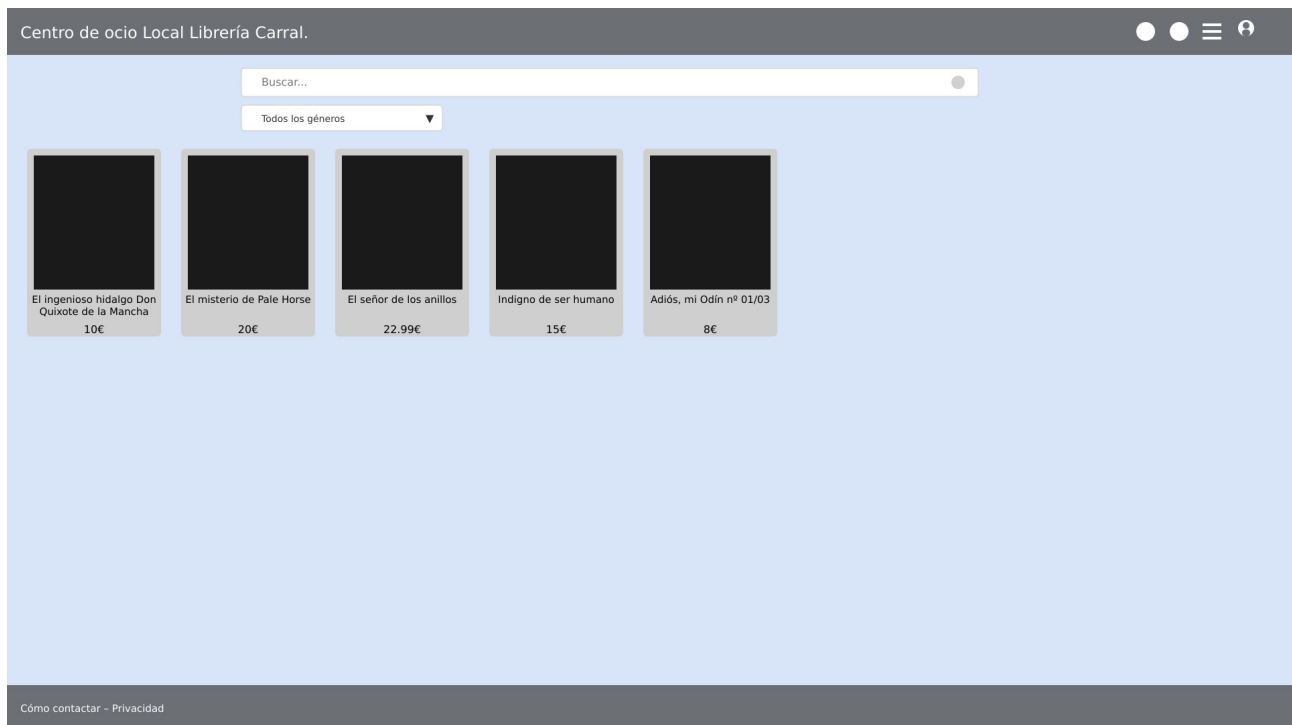 Centro de ocio Local Librería Carral.
Buscar...
Todos los géneros ▼
El ingenioso hidalgo Don
Quixote de la Mancha
10€
El misterio de Pale Horse
20€
El señor de los anillos
22.99€
Indigno de ser humano
15€
Adiós, mi Odín nº 01/03
8€
Cómo contactar – Privacidad